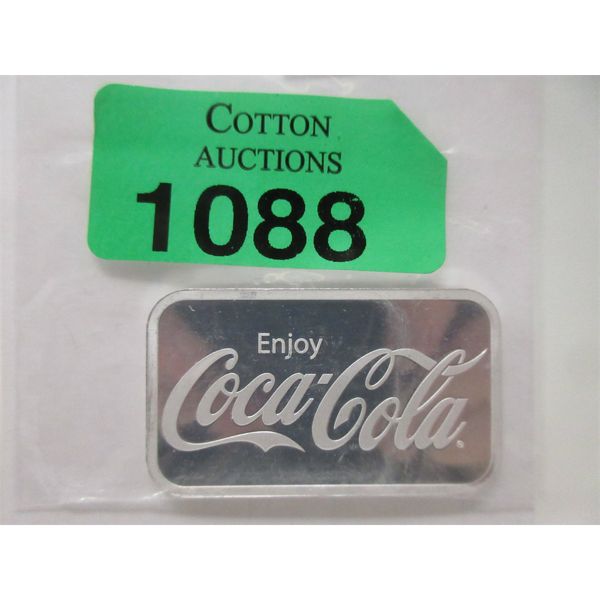 COTTON
AUCTIONS
1088
Enjoy
Coca-Cola